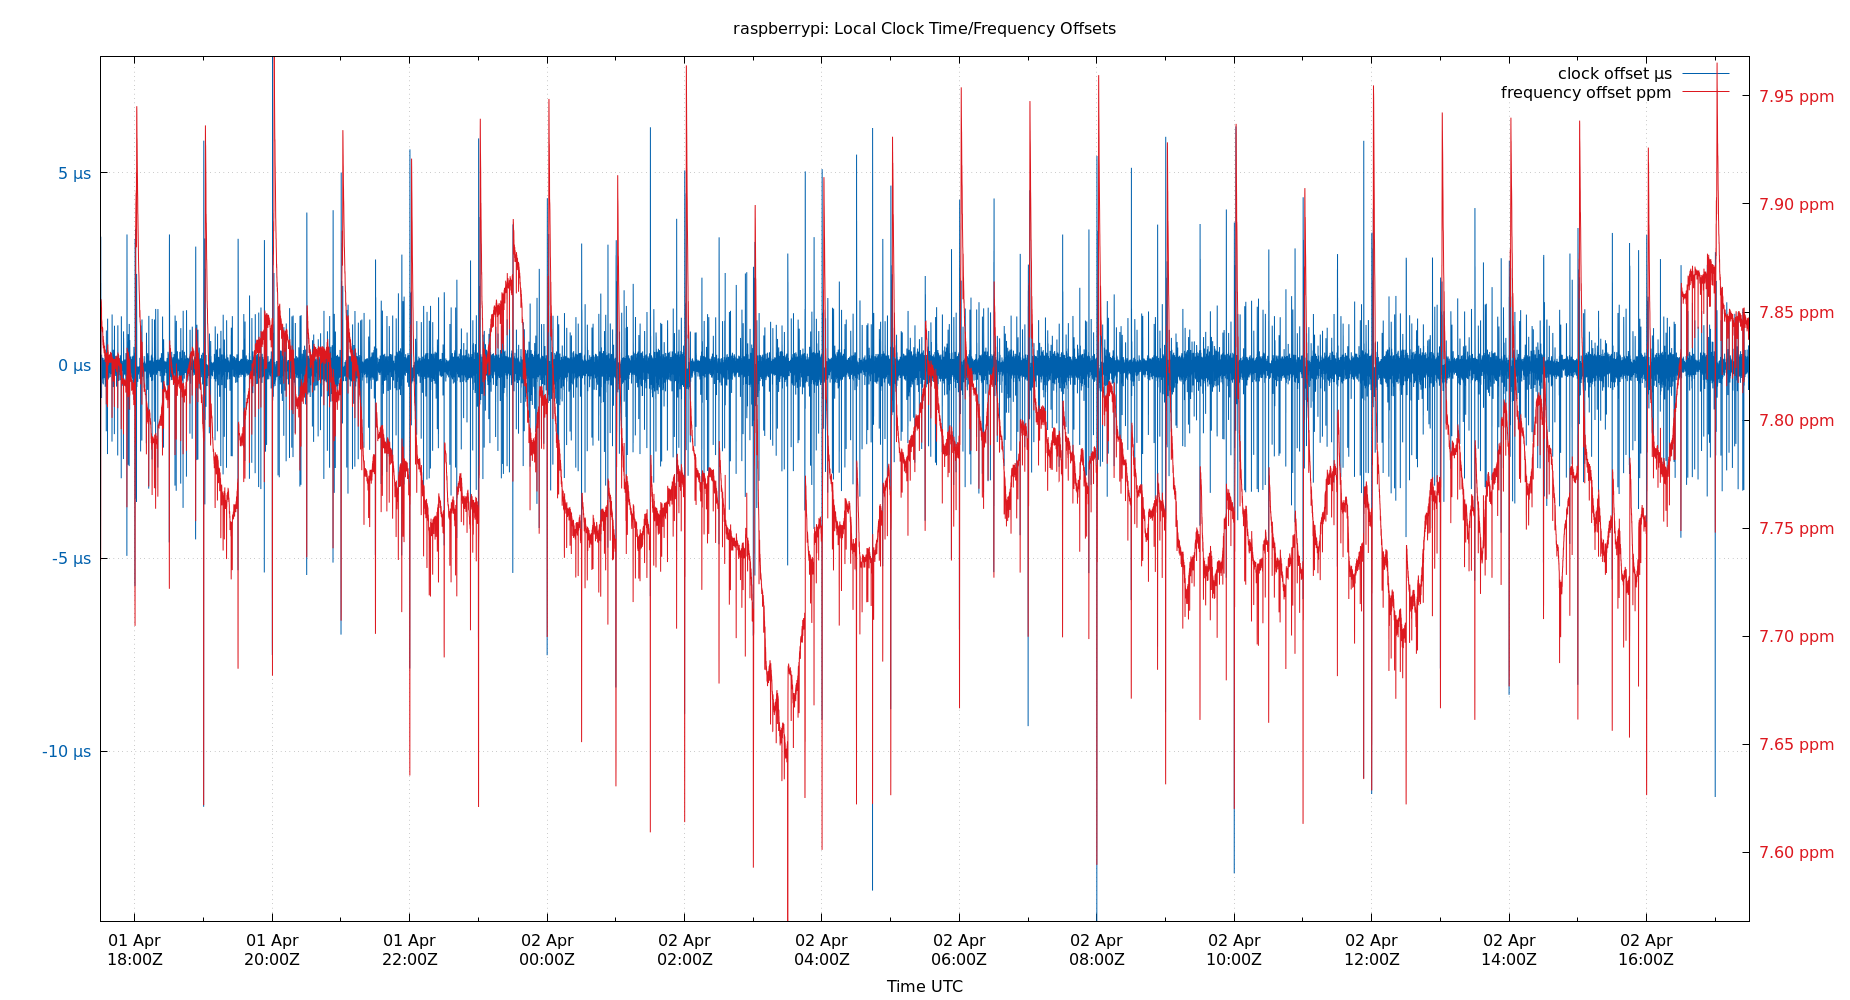 raspberrypi: Local Clock Time/Frequency Offsets
clock offset µs
frequency offset ppm
5 µs
0 µs
-5 µs
-10 µs
7.95 ppm
7.90 ppm
7.85 ppm
7.80 ppm
7.75 ppm
7.70 ppm
7.65 ppm
7.60 ppm
01 Apr
18:00Z
01 Apr
20:00Z
01 Apr
22:00Z
02 Apr
00:00Z
02 Apr
02:00Z
02 Apr
04:00Z
02 Apr
06:00Z
02 Apr
08:00Z
02 Apr
10:00Z
02 Apr
12:00Z
02 Apr
14:00Z
02 Apr
16:00Z
Time UTC